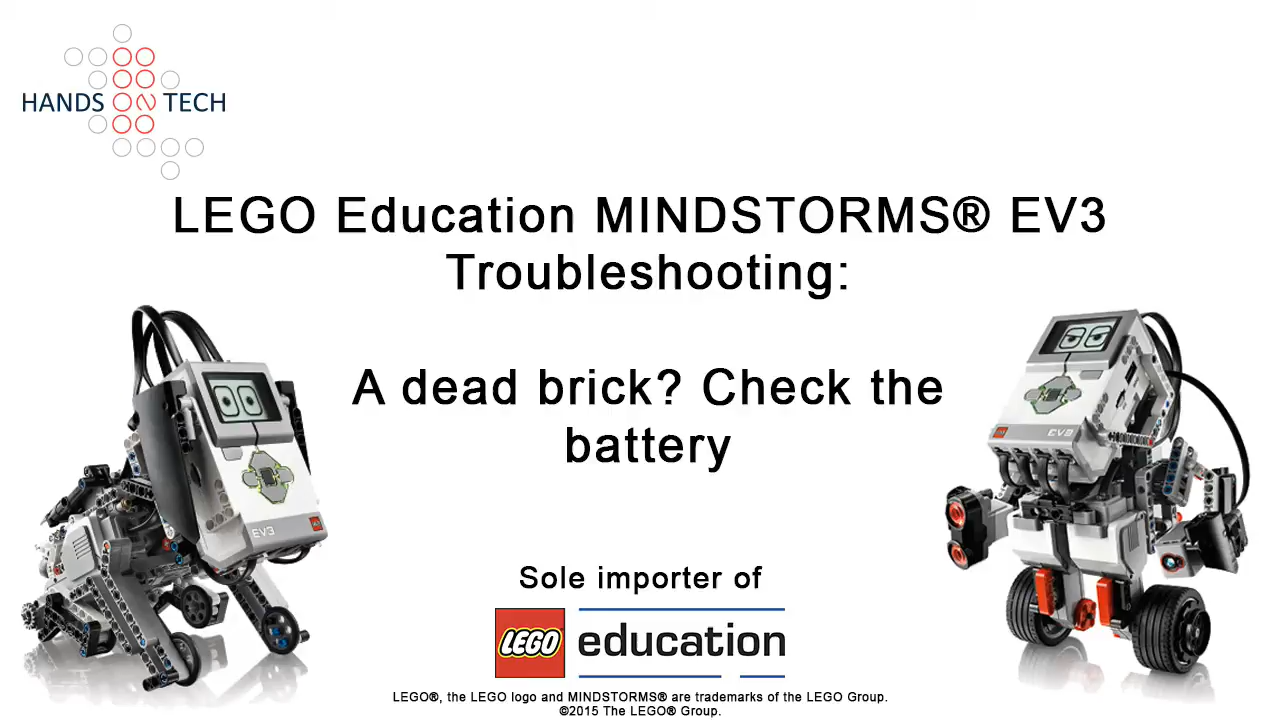 HANDS ON TECH
LEGO Education MINDSTORMS® EV3
Troubleshooting:
A dead brick? Check the
battery
EV3
EV3
Sole importer of
LEGO education
LEGO®, the LEGO logo and MINDSTORMS® are trademarks of the LEGO Group.
©2015 The LEGO® Group.